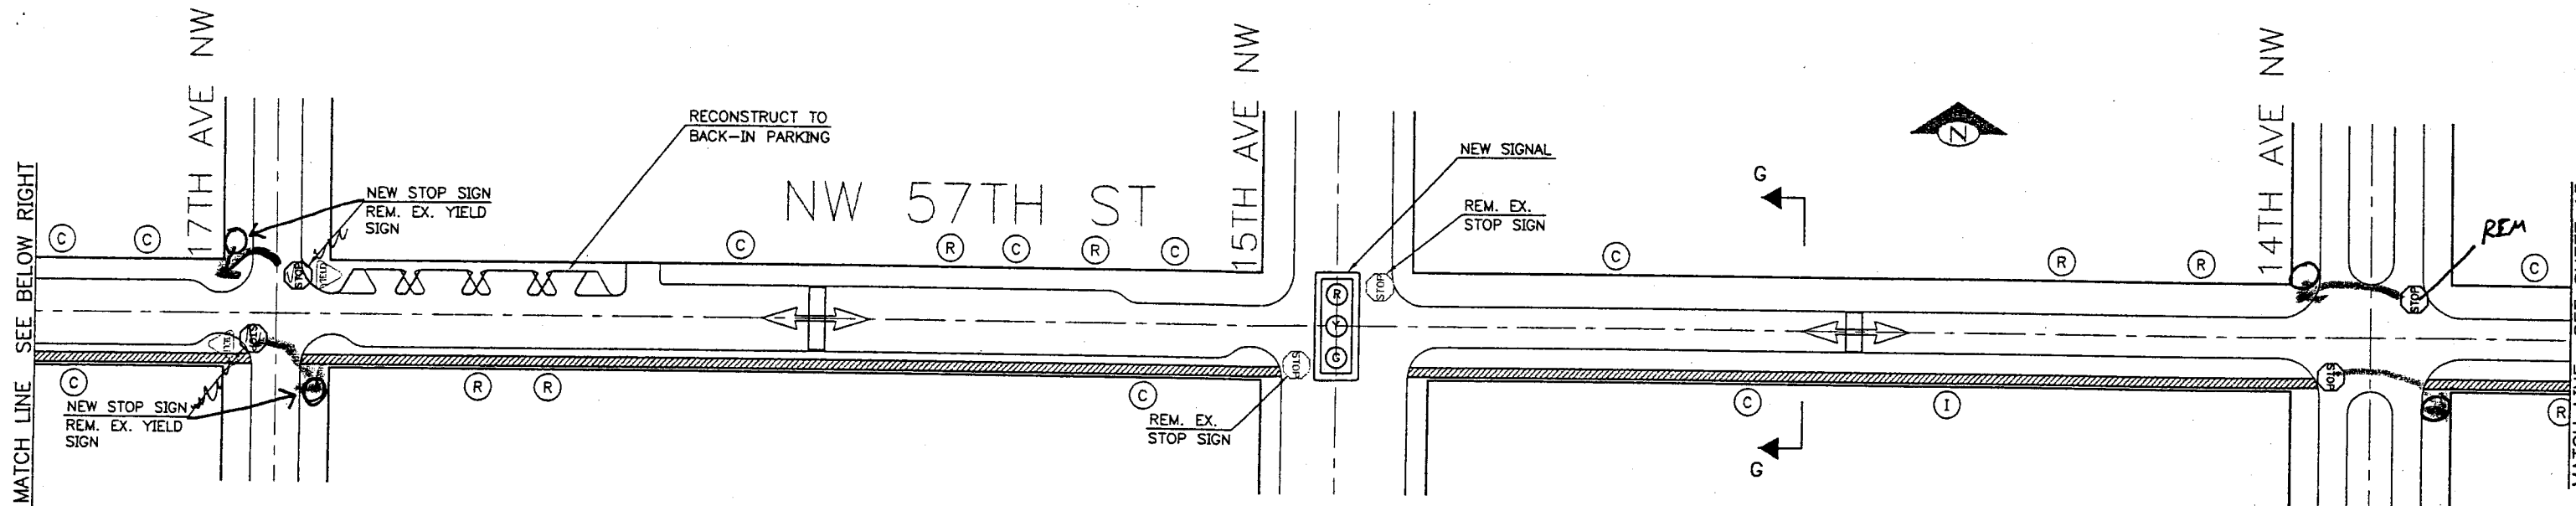 17TH AVE NW
15TH AVE NW
14TH AVE NW
MATCH LINE SEE BELOW RIGHT
RECONSTRUCT TO
BACK-IN PARKING
NEW SIGNAL
NW 57TH ST
G
NEW STOP SIGN
REM. EX. YIELD
SIGN
REM. EX.
STOP SIGN
N
REM
C
C
C
R
C
R
C
C
R
R
C
STOP
YIELD
STOP
R
Y
G
STOP
YIELD
STOP
STOP
STOP
C
R
R
C
C
I
R
NEW STOP SIGN
REM. EX. YIELD
SIGN
REM. EX.
STOP SIGN
G